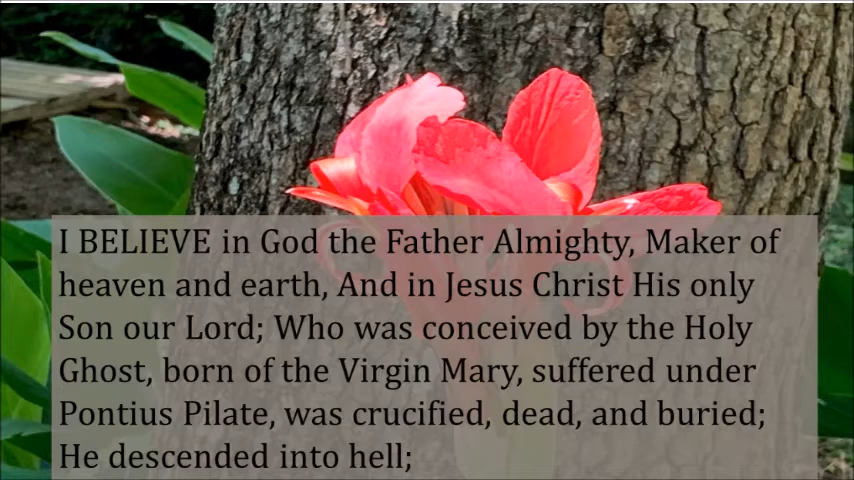 I BELIEVE in God the Father Almighty, Maker of
heaven and earth, And in Jesus Christ His only
Son our Lord; Who was conceived by the Holy
Ghost, born of the Virgin Mary, suffered under
Pontius Pilate, was crucified, dead, and buried;
He descended into hell;